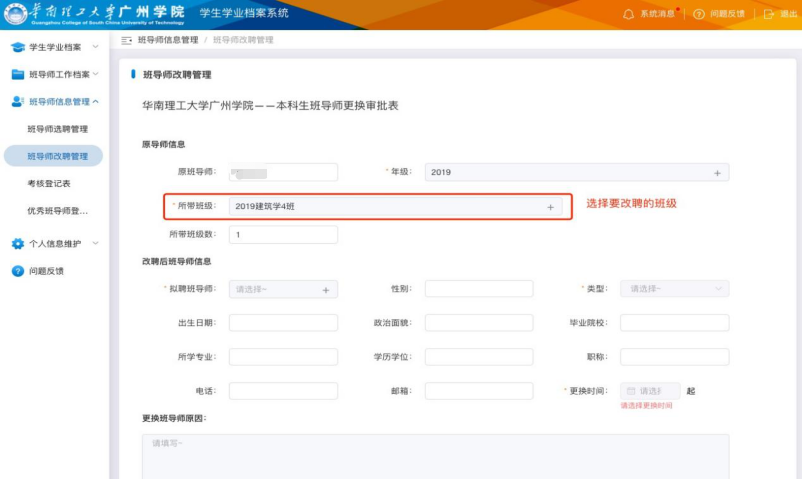 华南理工大学广州学院 学生学业档案系统 系统消息 | 问题反馈 | 退出
Guangzhou College of South China University of Technology
学生学业档案
班导师工作档案
班导师信息管理
班导师选聘管理
班导师改聘管理
考核登记表
优秀班导师登...
个人信息维护
问题反馈
班导师信息管理 / 班导师改聘管理
班导师改聘管理
华南理工大学广州学院——本科生班导师更换审批表
原导师信息
原班导师: *年级: 2019 +
*所带班级: 2019建筑学4班 + 选择要改聘的班级
所带班级数: 1
改聘后班导师信息
*拟聘班导师: 请选择~ + 性别: *类型: 请选择~
出生日期: 政治面貌: 毕业院校:
所学专业: 学历学位: 职称:
电话: 邮箱: *更换时间: 请选择 起
请选择更换时间
更换班导师原因:
请填写~